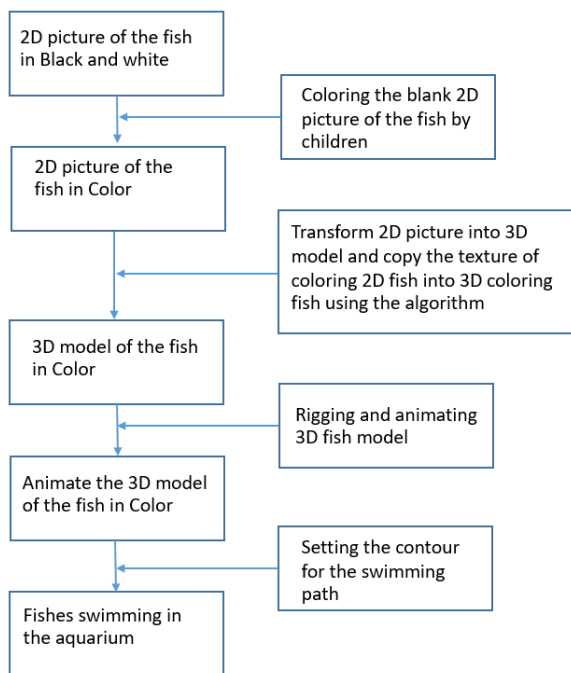 2D picture of the fish
in Black and white
Coloring the blank 2D
picture of the fish by
children
2D picture of the
fish in Color
Transform 2D picture into 3D
model and copy the texture of
coloring 2D fish into 3D coloring
fish using the algorithm
3D model of the fish
in Color
Rigging and animating
3D fish model
Animate the 3D model
of the fish in Color
Setting the contour
for the swimming
path
Fishes swimming in
the aquarium